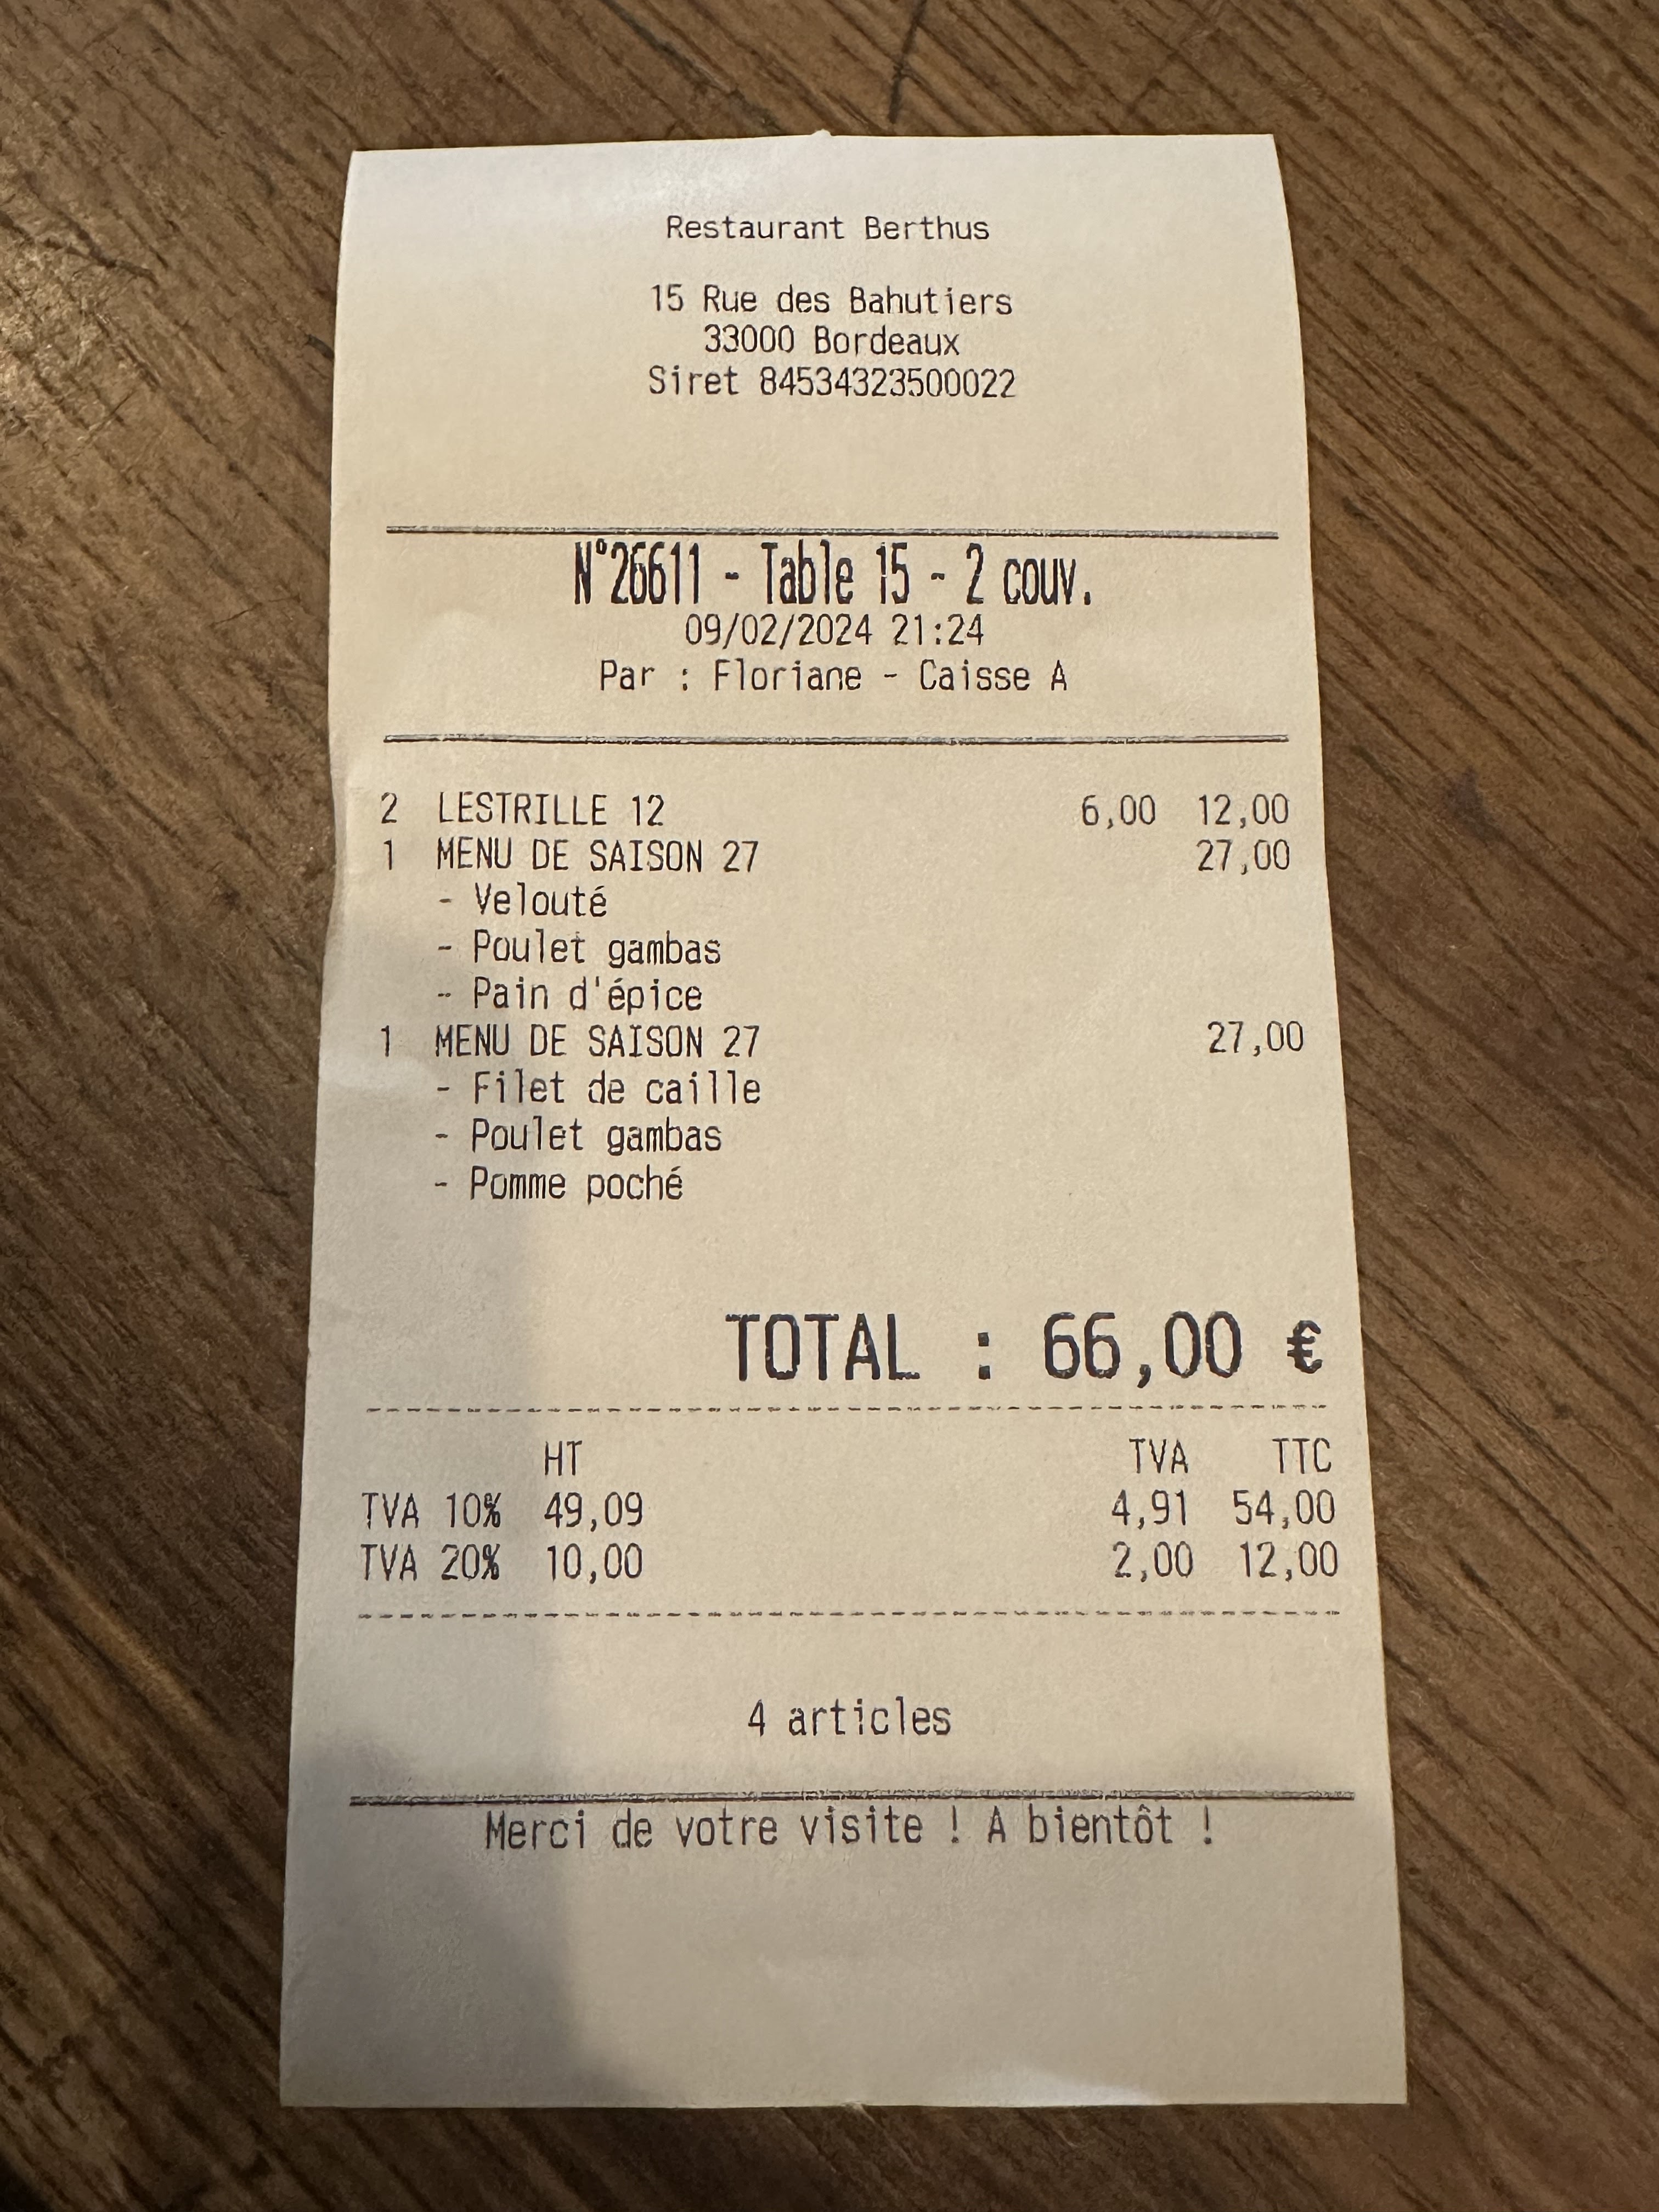 Restaurant Berthus
15 Rue des Bahutiers
33000 Bordeaux
Siret 84534323500022
N°26611 - Table 15 - 2 couv.
09/02/2024 21:24
Par : Floriane - Caisse A
2 LESTRILLE 12 6,00 12,00
1 MENU DE SAISON 27 27,00
- Velouté
- Poulet gambas
- Pain d'épice
1 MENU DE SAISON 27 27,00
- Filet de caille
- Poulet gambas
- Pomme poché
TOTAL : 66,00 €
HT TVA TTC
TVA 10% 49,09 4,91 54,00
TVA 20% 10,00 2,00 12,00
4 articles
Merci de votre visite ! A bientôt !